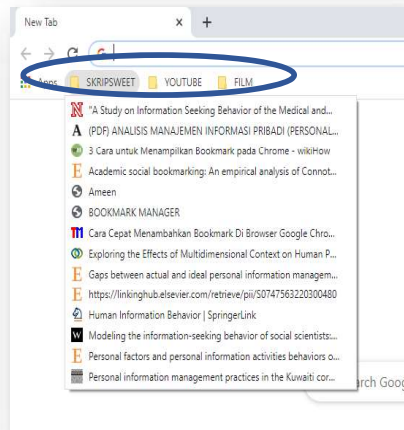 New Tab
Apps SKRIPSWEET YOUTUBE FILM
"A Study on Information Seeking Behavior of the Medical and...
(PDF) ANALISIS MANAJEMEN INFORMASI PRIBADI (PERSONAL...
3 Cara untuk Menampilkan Bookmark pada Chrome - wikiHow
Academic social bookmarking: An empirical analysis of Connot...
Ameen
BOOKMARK MANAGER
Cara Cepat Menambahkan Bookmark Di Browser Google Chro...
Exploring the Effects of Multidimensional Context on Human P...
Gaps between actual and ideal personal information managem...
https://linkinghub.elsevier.com/retrieve/pii/S0747563220300480
Human Information Behavior | SpringerLink
Modeling the information-seeking behavior of social scientists:...
Personal factors and personal information activities behaviors o...
Personal information management practices in the Kuwaiti cor...
arch Goog